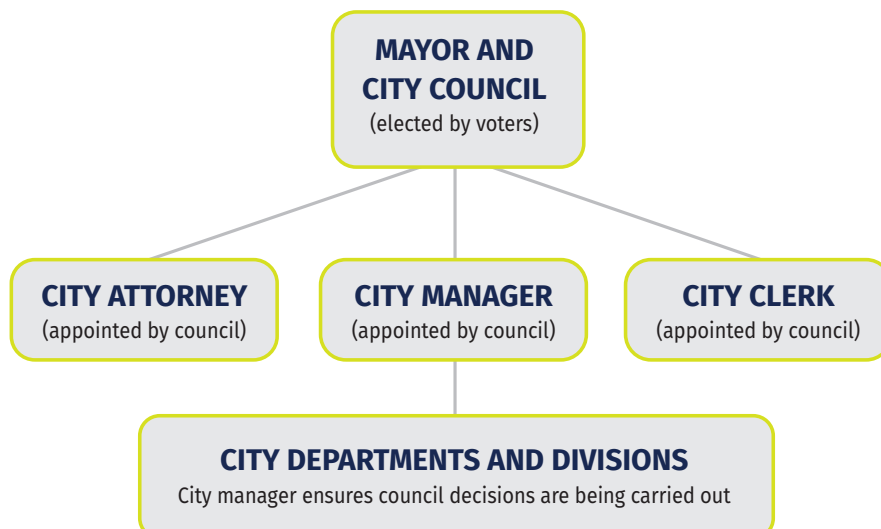 MAYOR AND
CITY COUNCIL
(elected by voters)
CITY ATTORNEY
(appointed by council)
CITY MANAGER
(appointed by council)
CITY CLERK
(appointed by council)
CITY DEPARTMENTS AND DIVISIONS
City manager ensures council decisions are being carried out